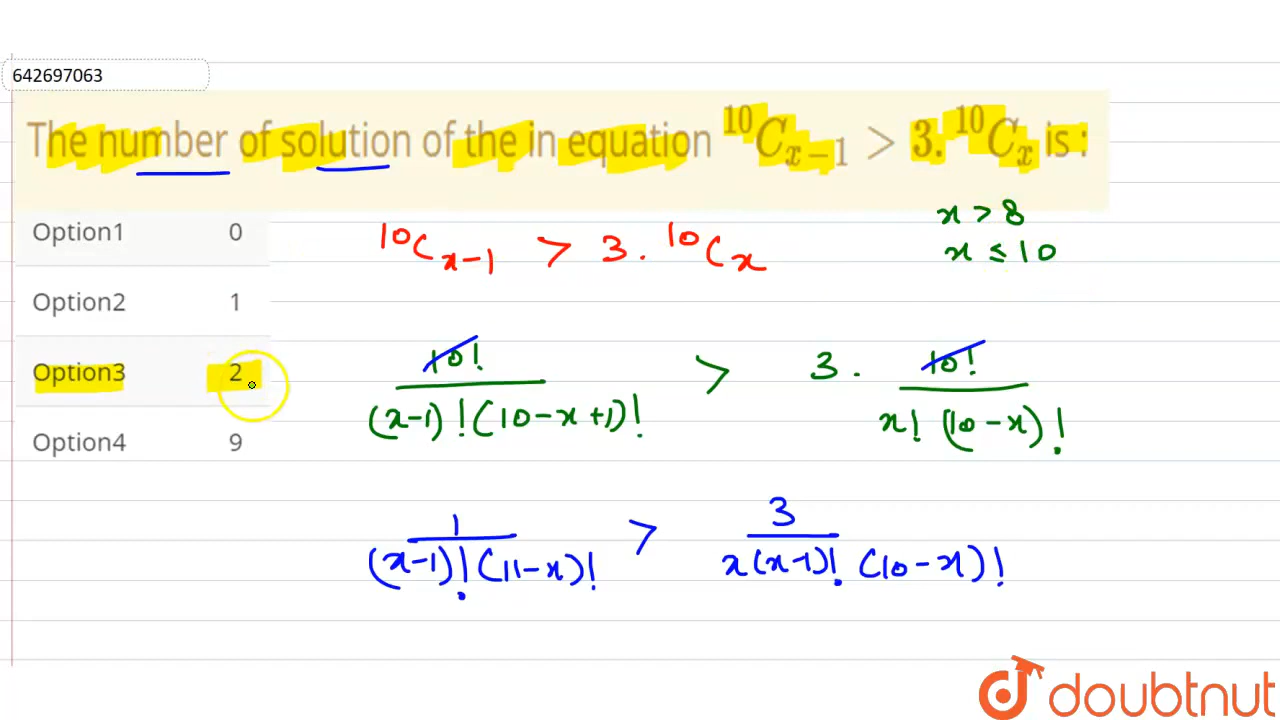 642697063
The number of solution of the in equation ¹⁰Cₓ₋₁ > 3. ¹⁰Cₓ is :
x > 8
Option1 0
¹⁰Cₓ₋₁ > 3. ¹⁰Cₓ
x ≤ 10
Option2 1
10! / (x-1)!(10-x+1)! > 3. 10! / x!(10-x)!
Option3 2
Option4 9
1 / (x-1)!(11-x)! > 3 / x(x-1)!(10-x)!
doubtnut